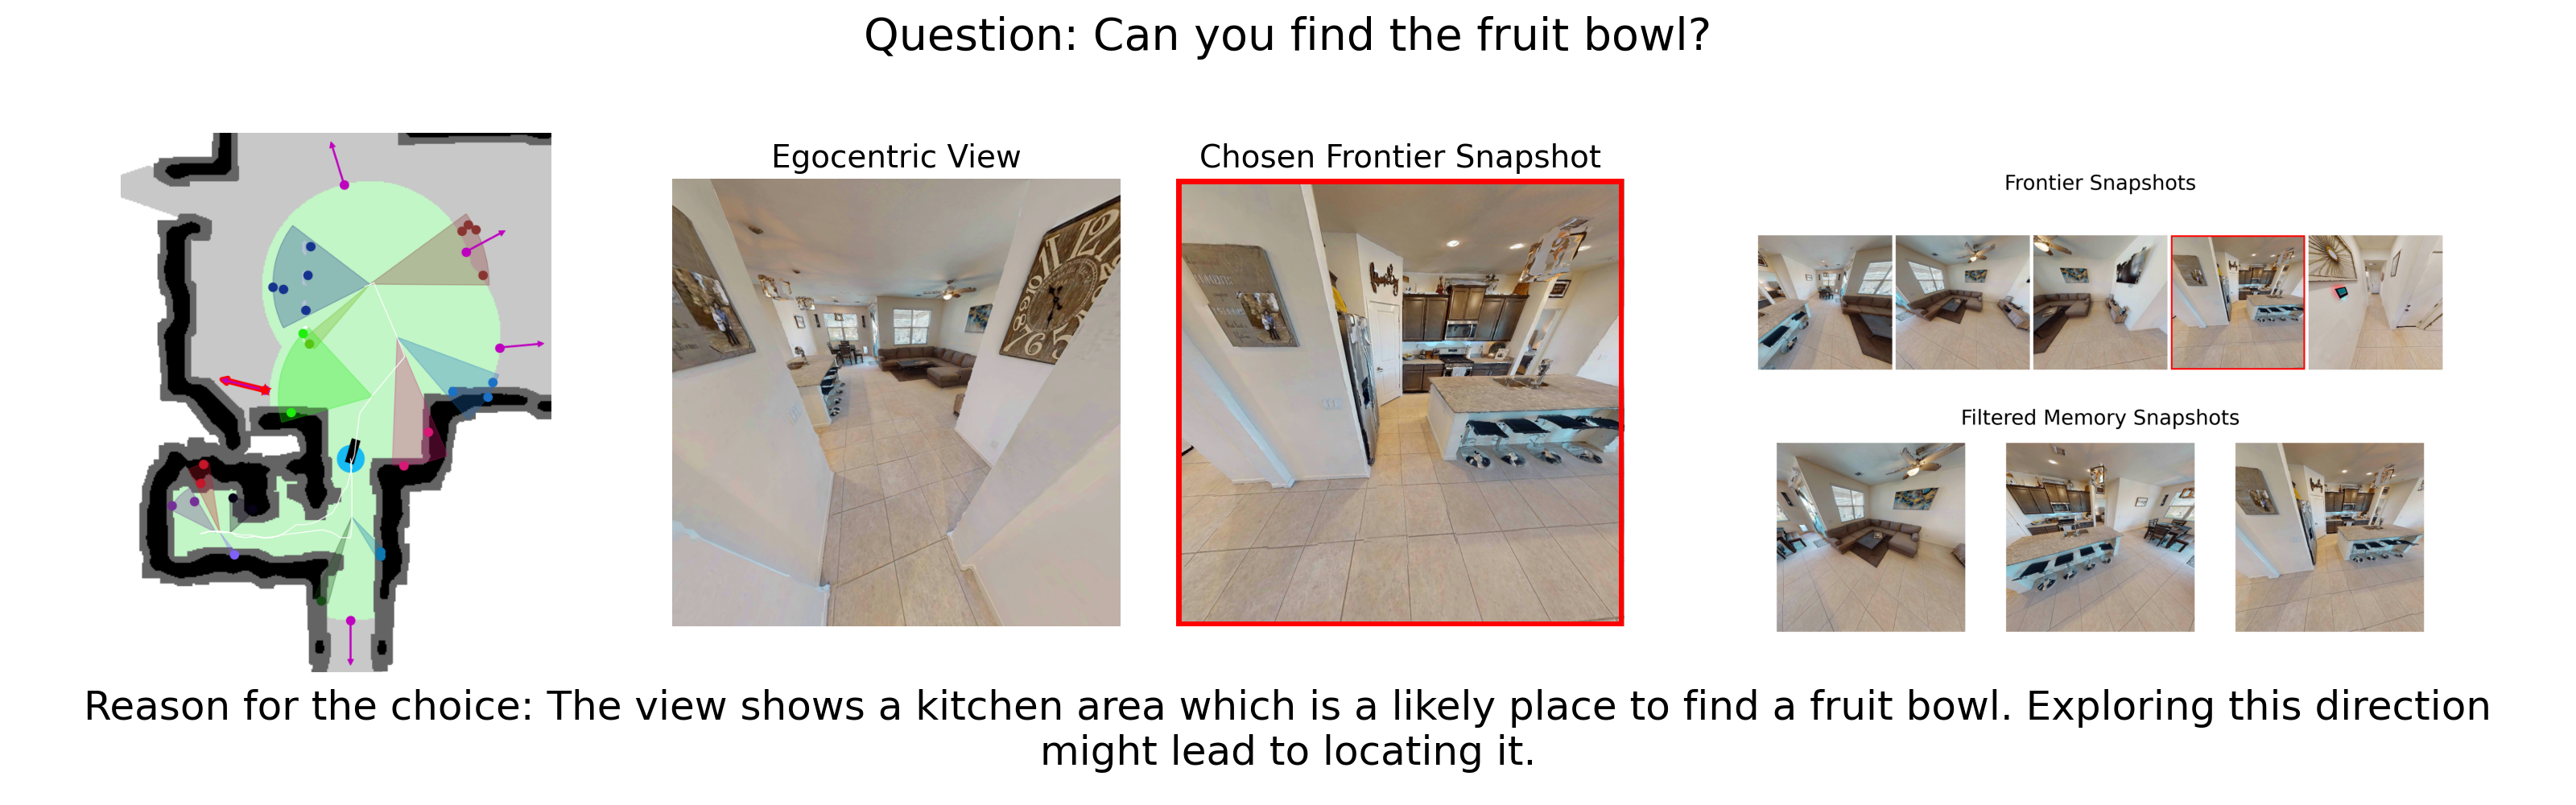 Question: Can you find the fruit bowl?
Egocentric View
Chosen Frontier Snapshot
Frontier Snapshots
Filtered Memory Snapshots
Reason for the choice: The view shows a kitchen area which is a likely place to find a fruit bowl. Exploring this direction
might lead to locating it.